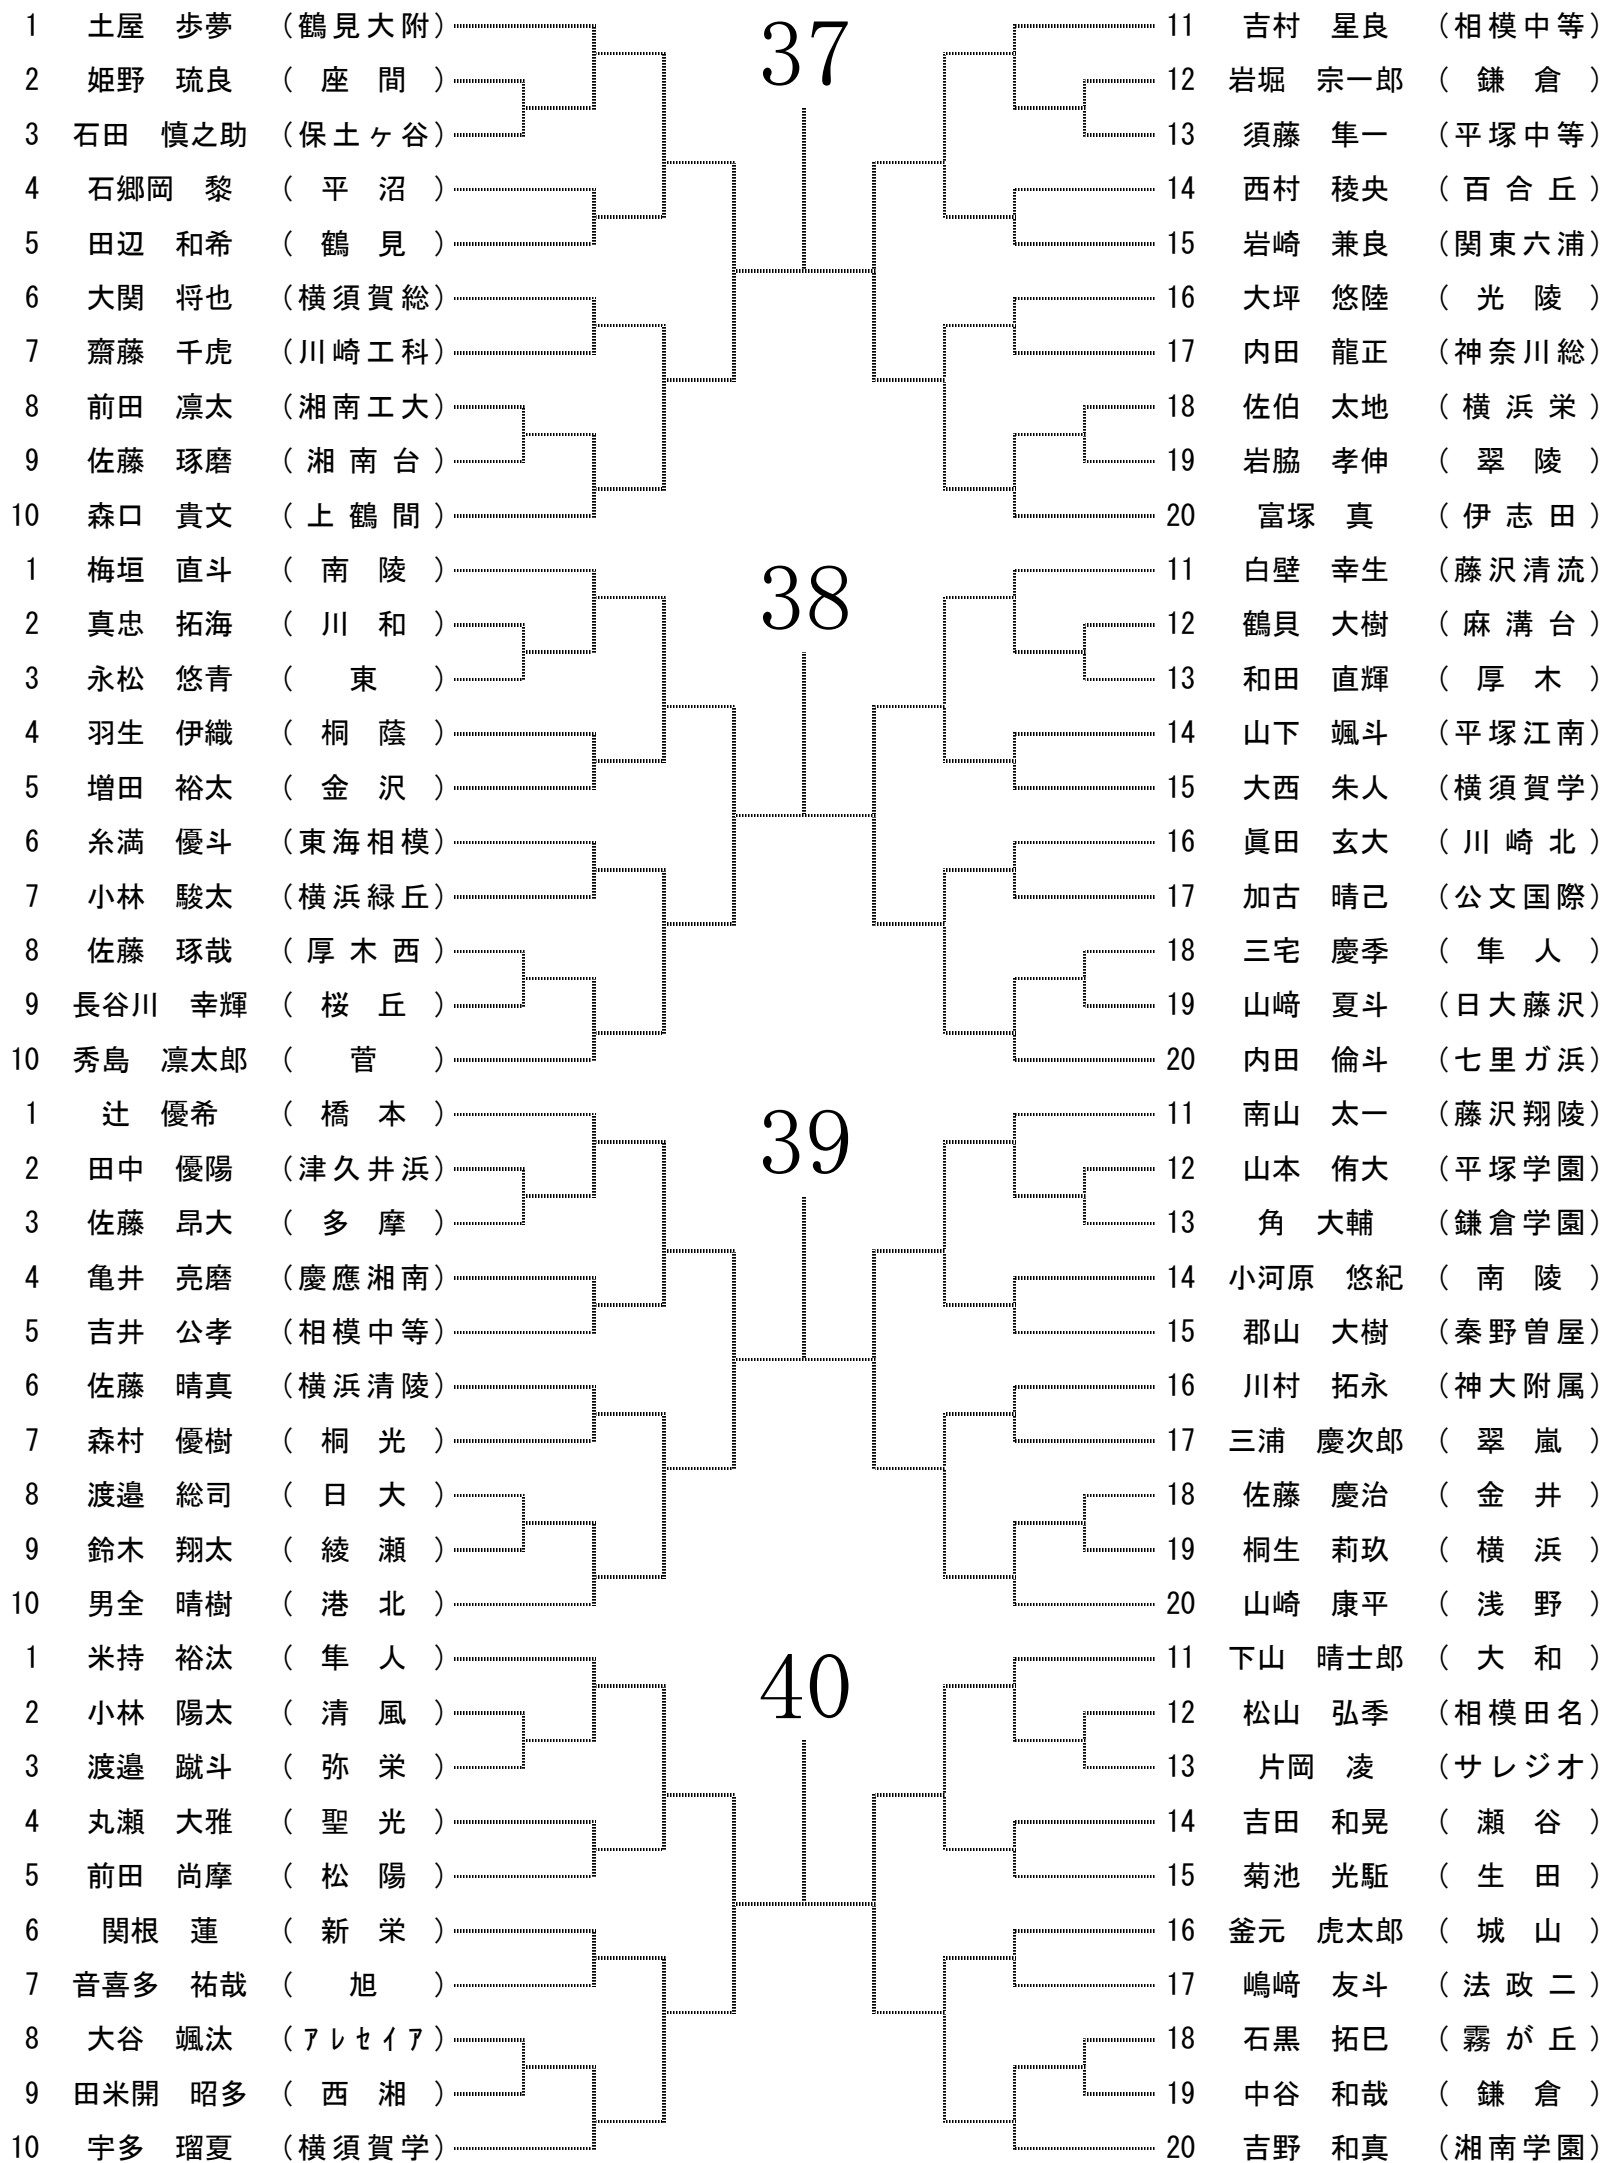 37
1 土屋 歩夢 (鶴見大附)
2 姫野 琉良 (座間)
3 石田 慎之助 (保土ヶ谷)
4 石郷岡 黎 (平沼)
5 田辺 和希 (鶴見)
6 大関 将也 (横須賀総)
7 齋藤 千虎 (川崎工科)
8 前田 凛太 (湘南工大)
9 佐藤 琢磨 (湘南台)
10 森口 貴文 (上鶴間)
11 吉村 星良 (相模中等)
12 岩堀 宗一郎 (鎌倉)
13 須藤 隼一 (平塚中等)
14 西村 稜央 (百合丘)
15 岩崎 兼良 (関東六浦)
16 大坪 悠陸 (光陵)
17 内田 龍正 (神奈川総)
18 佐伯 太地 (横浜栄)
19 岩脇 孝伸 (翠陵)
20 富塚 真 (伊志田)
38
1 梅垣 直斗 (南陵)
2 真忠 拓海 (川和)
3 永松 悠青 (東)
4 羽生 伊織 (桐蔭)
5 増田 裕太 (金沢)
6 糸満 優斗 (東海相模)
7 小林 駿太 (横浜緑丘)
8 佐藤 琢哉 (厚木西)
9 長谷川 幸輝 (桜丘)
10 秀島 凛太郎 (菅)
11 白壁 幸生 (藤沢清流)
12 鶴貝 大樹 (麻溝台)
13 和田 直輝 (厚木)
14 山下 颯斗 (平塚江南)
15 大西 朱人 (横須賀学)
16 眞田 玄大 (川崎北)
17 加古 晴己 (公文国際)
18 三宅 慶季 (隼人)
19 山﨑 夏斗 (日大藤沢)
20 内田 倫斗 (七里ガ浜)
39
1 辻 優希 (橋本)
2 田中 優陽 (津久井浜)
3 佐藤 昂大 (多摩)
4 亀井 亮磨 (慶應湘南)
5 吉井 公孝 (相模中等)
6 佐藤 晴真 (横浜清陵)
7 森村 優樹 (桐光)
8 渡邉 総司 (日大)
9 鈴木 翔太 (綾瀬)
10 男全 晴樹 (港北)
11 南山 太一 (藤沢翔陵)
12 山本 侑大 (平塚学園)
13 角 大輔 (鎌倉学園)
14 小河原 悠紀 (南陵)
15 郡山 大樹 (秦野曽屋)
16 川村 拓永 (神大附属)
17 三浦 慶次郎 (翠嵐)
18 佐藤 慶治 (金井)
19 桐生 莉玖 (横浜)
20 山崎 康平 (浅野)
40
1 米持 裕汰 (隼人)
2 小林 陽太 (清風)
3 渡邉 蹴斗 (弥栄)
4 丸瀬 大雅 (聖光)
5 前田 尚摩 (松陽)
6 関根 蓮 (新栄)
7 音喜多 祐哉 (旭)
8 大谷 颯汰 (アレセイア)
9 田米開 昭多 (西湘)
10 宇多 瑠夏 (横須賀学)
11 下山 晴士郎 (大和)
12 松山 弘季 (相模田名)
13 片岡 凌 (サレジオ)
14 吉田 和晃 (瀬谷)
15 菊池 光駈 (生田)
16 釜元 虎太郎 (城山)
17 嶋﨑 友斗 (法政二)
18 石黒 拓巳 (霧が丘)
19 中谷 和哉 (鎌倉)
20 吉野 和真 (湘南学園)